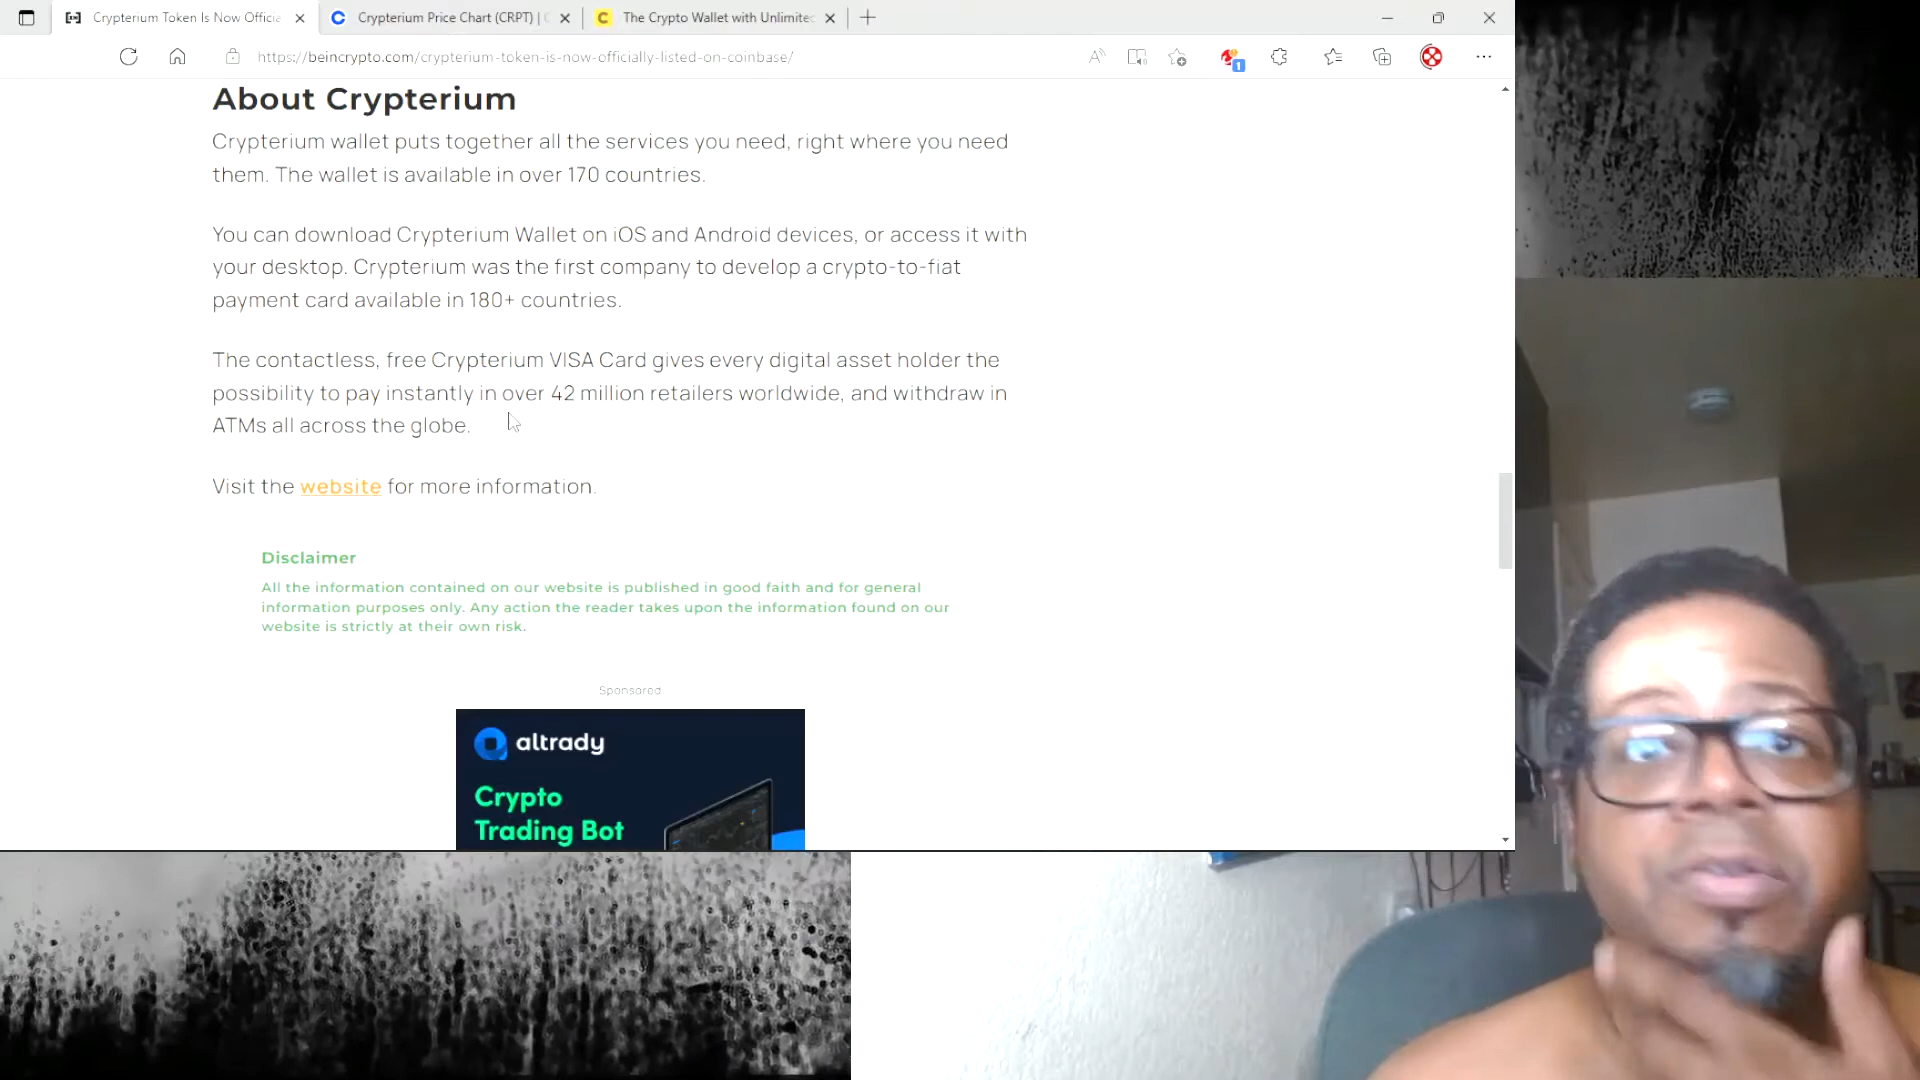 Crypterium Token Is Now Officia
Crypterium Price Chart (CRPT) |
The Crypto Wallet with Unlimited
https://beincrypto.com/crypterium-token-is-now-officially-listed-on-coinbase/
1
About Crypterium
Crypterium wallet puts together all the services you need, right where you need
them. The wallet is available in over 170 countries.
You can download Crypterium Wallet on iOS and Android devices, or access it with
your desktop. Crypterium was the first company to develop a crypto-to-fiat
payment card available in 180+ countries.
The contactless, free Crypterium VISA Card gives every digital asset holder the
possibility to pay instantly in over 42 million retailers worldwide, and withdraw in
ATMs all across the globe.
Visit the website for more information.
Disclaimer
All the information contained on our website is published in good faith and for general
information purposes only. Any action the reader takes upon the information found on our
website is strictly at their own risk.
Sponsored
altrady
Crypto
Trading Bot